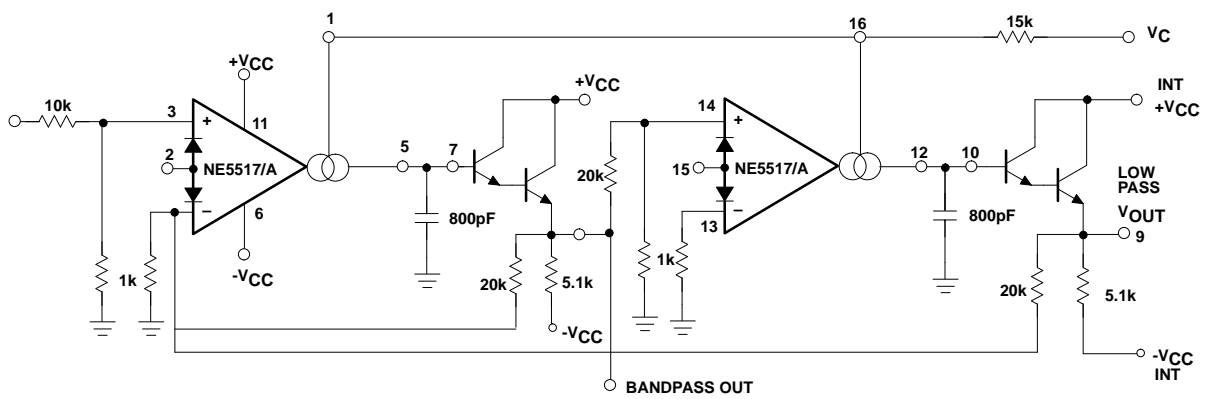 1
16
15k
VC
+VCC
10k
3
+
11
2
NE5517/A
–
6
-VCC
1k
5
7
+VCC
800pF
20k
5.1k
-VCC
20k
14
+
15
NE5517/A
–
13
1k
12
10
800pF
INT
+VCC
LOW
PASS
VOUT
9
20k
5.1k
-VCC
INT
BANDPASS OUT